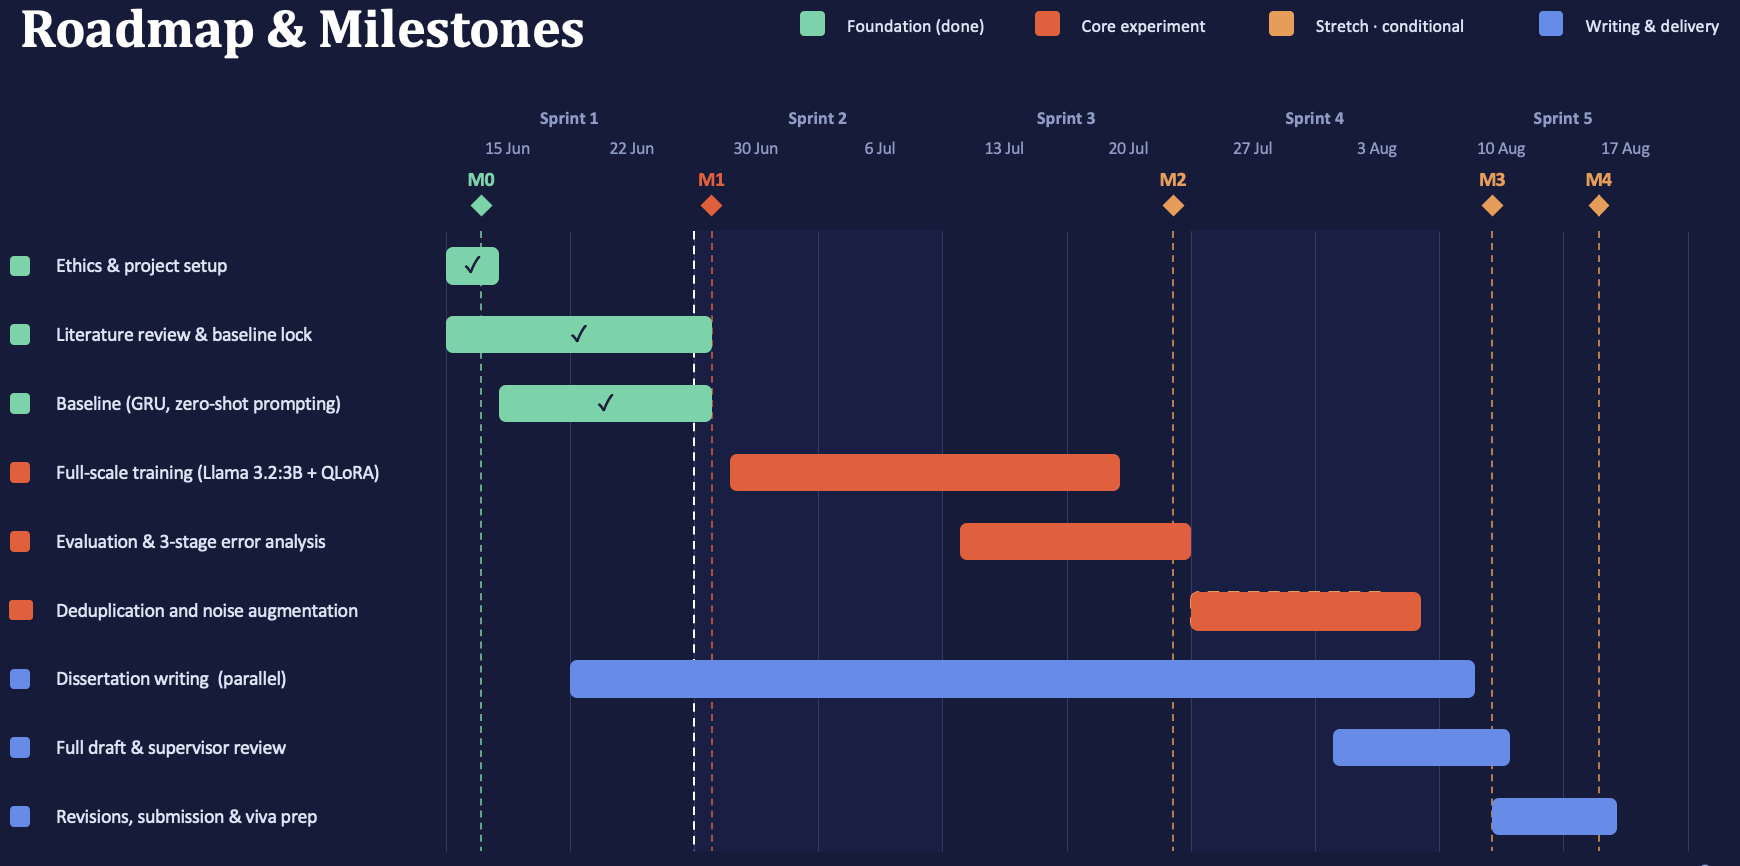 Roadmap & Milestones
Foundation (done)
Core experiment
Stretch · conditional
Writing & delivery
Sprint 1
Sprint 2
Sprint 3
Sprint 4
Sprint 5
15 Jun
22 Jun
30 Jun
6 Jul
13 Jul
20 Jul
27 Jul
3 Aug
10 Aug
17 Aug
M0
M1
M2
M3
M4
Ethics & project setup
✓
Literature review & baseline lock
✓
Baseline (GRU, zero-shot prompting)
✓
Full-scale training (Llama 3.2:3B + QLoRA)
Evaluation & 3-stage error analysis
Deduplication and noise augmentation
Dissertation writing  (parallel)
Full draft & supervisor review
Revisions, submission & viva prep